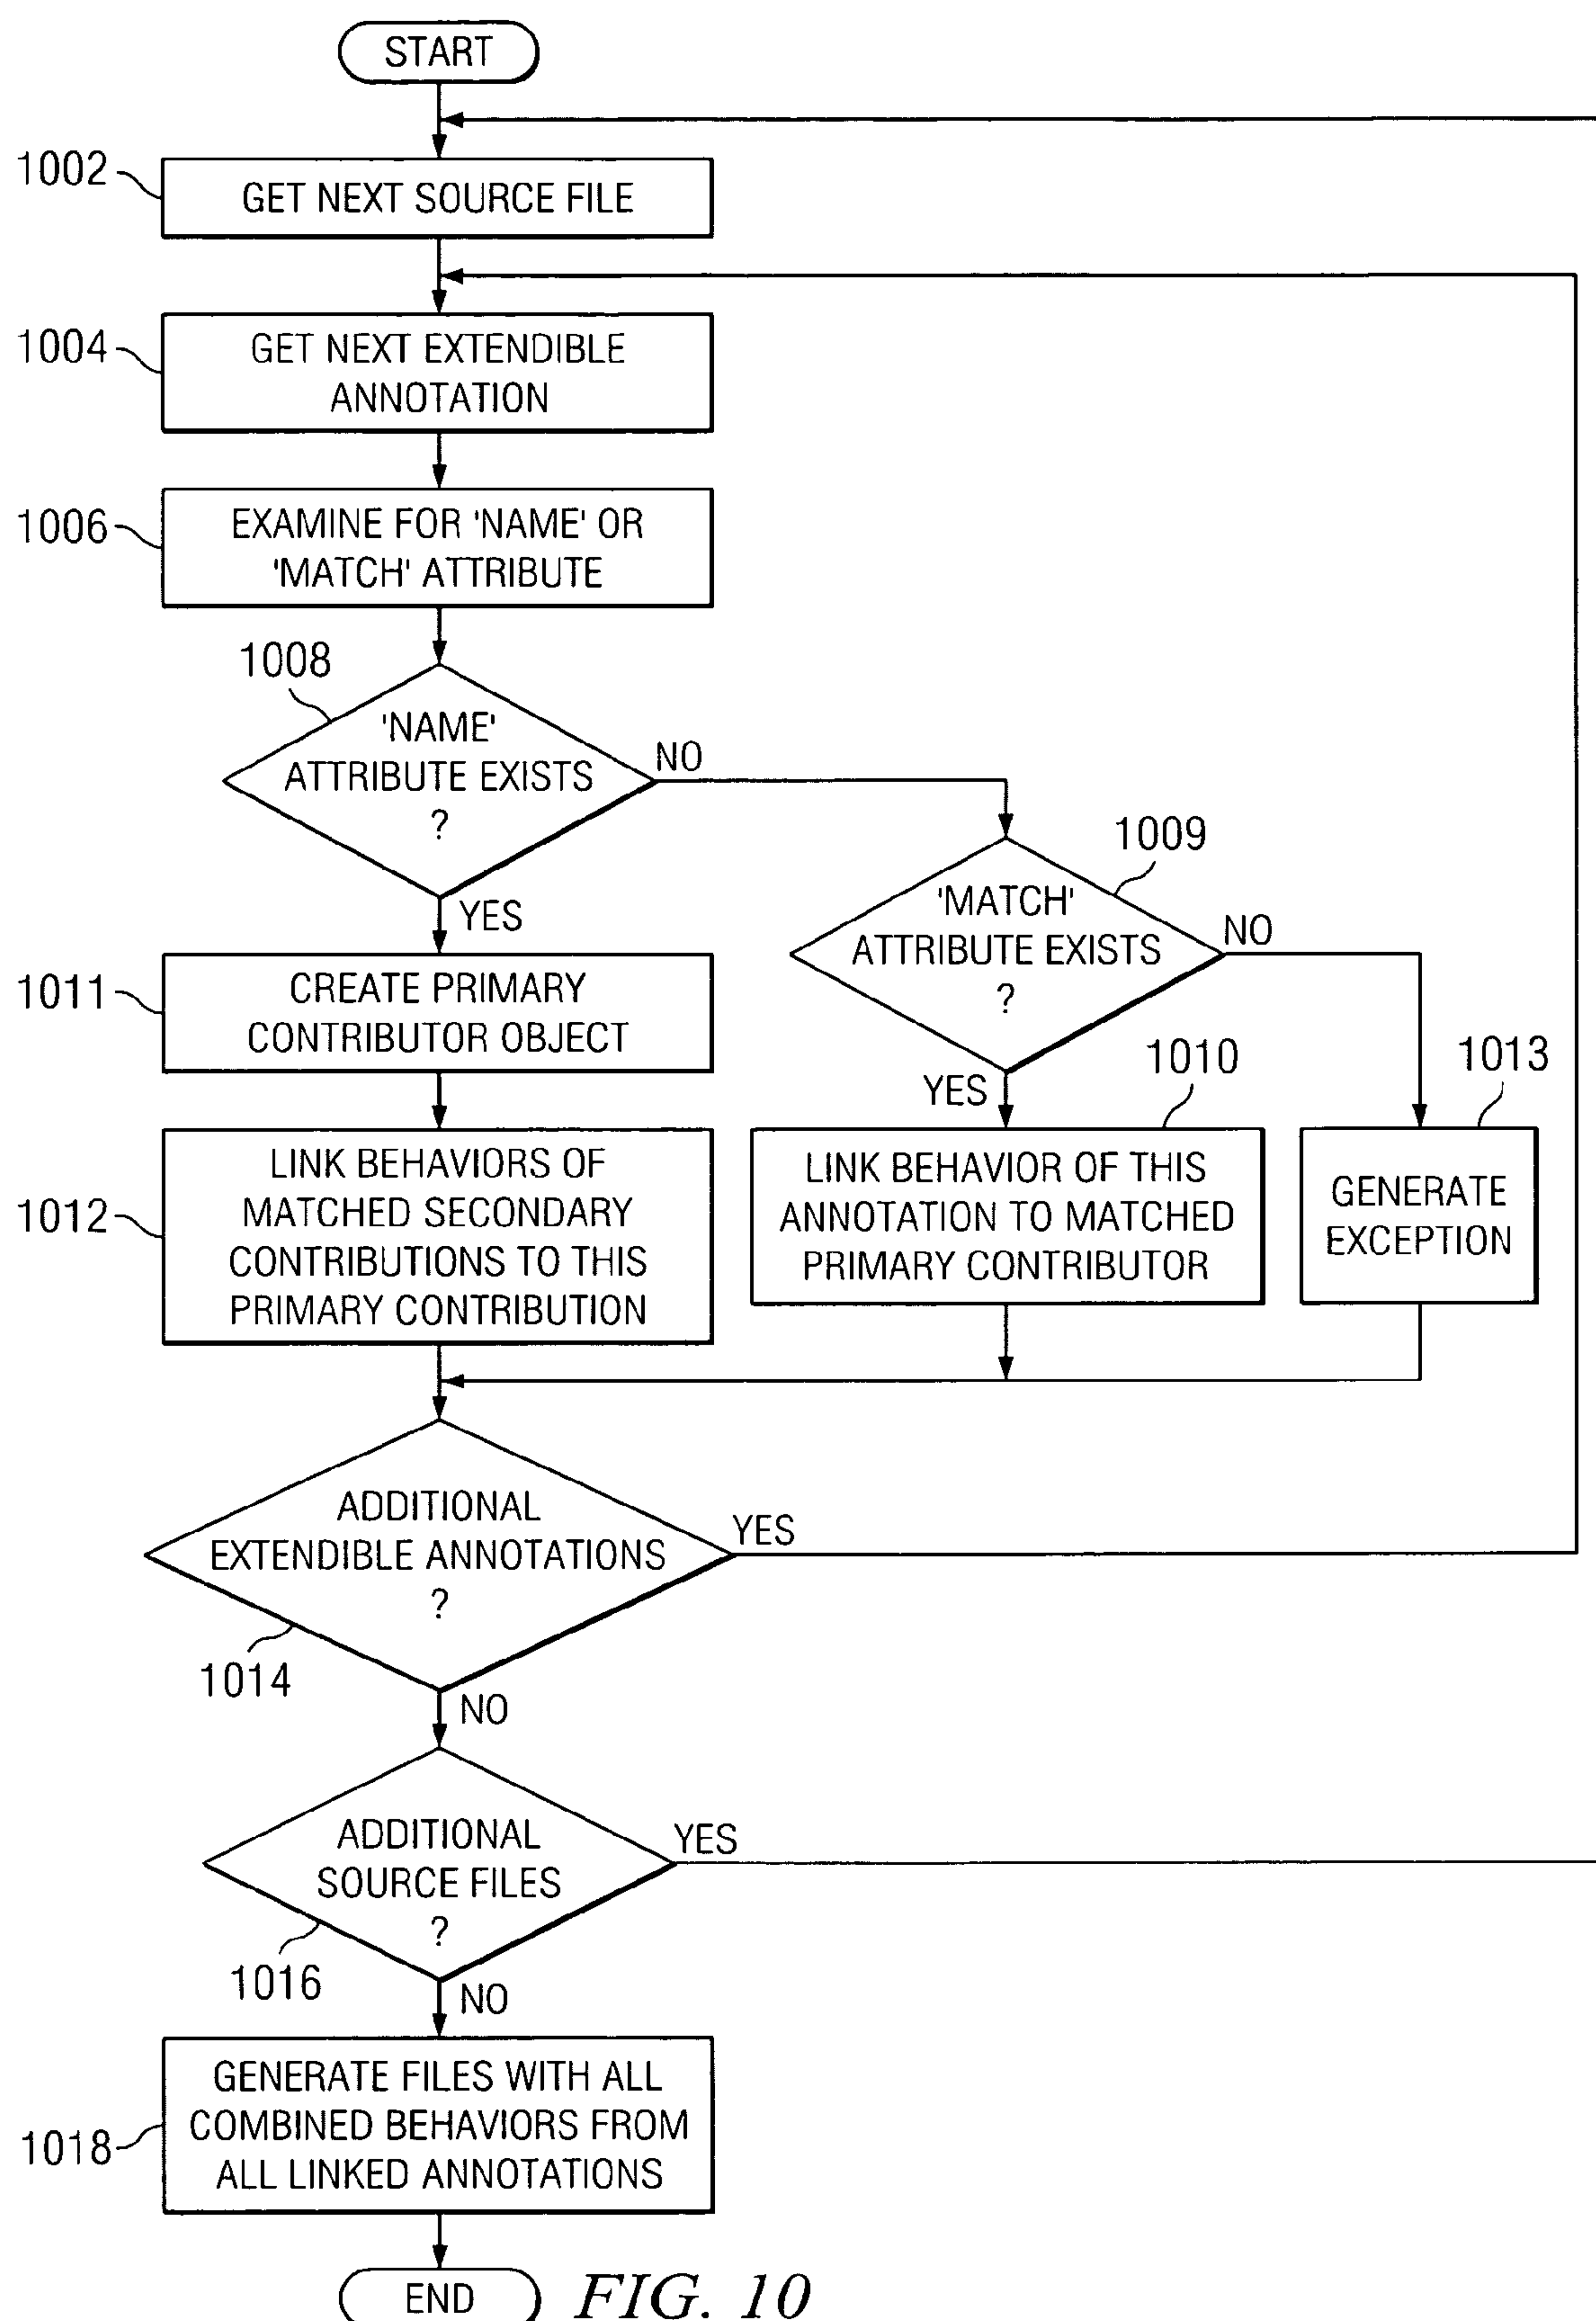 START
1002
GET NEXT SOURCE FILE
1004
GET NEXT EXTENDIBLE
ANNOTATION
1006
EXAMINE FOR 'NAME' OR
'MATCH' ATTRIBUTE
1008
'NAME'
ATTRIBUTE EXISTS
?
NO
YES
1009
'MATCH'
ATTRIBUTE EXISTS
?
NO
YES
1011
CREATE PRIMARY
CONTRIBUTOR OBJECT
1010
1013
1012
LINK BEHAVIORS OF
MATCHED SECONDARY
CONTRIBUTIONS TO THIS
PRIMARY CONTRIBUTION
LINK BEHAVIOR OF THIS
ANNOTATION TO MATCHED
PRIMARY CONTRIBUTOR
GENERATE
EXCEPTION
ADDITIONAL
EXTENDIBLE ANNOTATIONS
?
YES
1014
NO
ADDITIONAL
SOURCE FILES
?
YES
1016
NO
1018
GENERATE FILES WITH ALL
COMBINED BEHAVIORS FROM
ALL LINKED ANNOTATIONS
END
FIG. 10